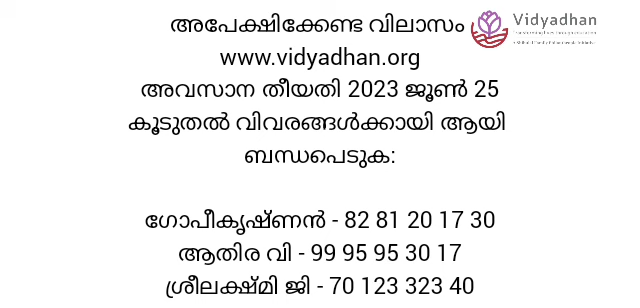 അപേക്ഷിക്കേണ്ട വിലാസം
Vidyadhan
www.vidyadhan.org
അവസാന തീയതി 2023 ജൂൺ 25
കൂടുതൽ വിവരങ്ങൾക്കായി ആയി
ബന്ധപെടുക:
ഗോപീകൃഷ്ണൻ - 82 81 20 17 30
ആതിര വി - 99 95 95 30 17
ശ്രീലക്ഷ്മി ജി - 70 123 323 40